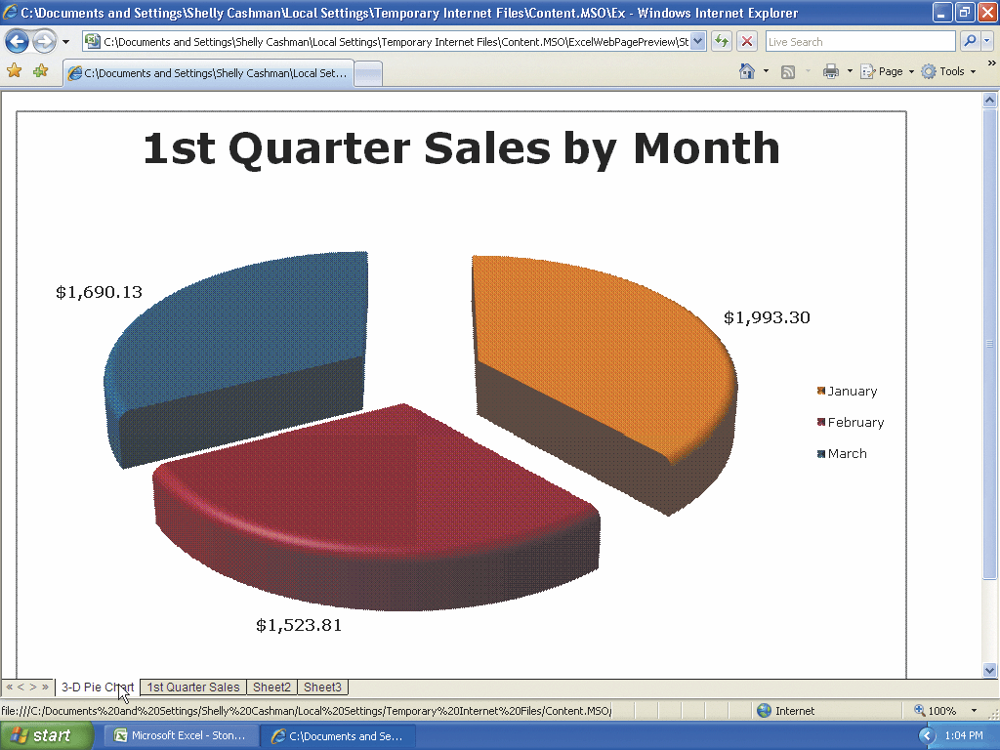 C:\Documents and Settings\Shelly Cashman\Local Settings\Temporary Internet Files\Content.MSO\Ex - Windows Internet Explorer
C:\Documents and Settings\Shelly Cashman\Local Settings\Temporary Internet Files\Content.MSO\ExcelWebPagePreview\St
Live Search
C:\Documents and Settings\Shelly Cashman\Local Set...
Page
Tools
»
1st Quarter Sales by Month
$1,690.13
$1,993.30
January
February
March
$1,523.81
« < > » 3-D Pie Chart 1st Quarter Sales Sheet2 Sheet3
file:///C:/Documents%20and%20Settings/Shelly%20Cashman/Local%20Settings/Temporary%20Internet%20Files/Content.MSO/ Internet 100%
start Microsoft Excel - Ston... C:\Documents and Se... 1:04 PM